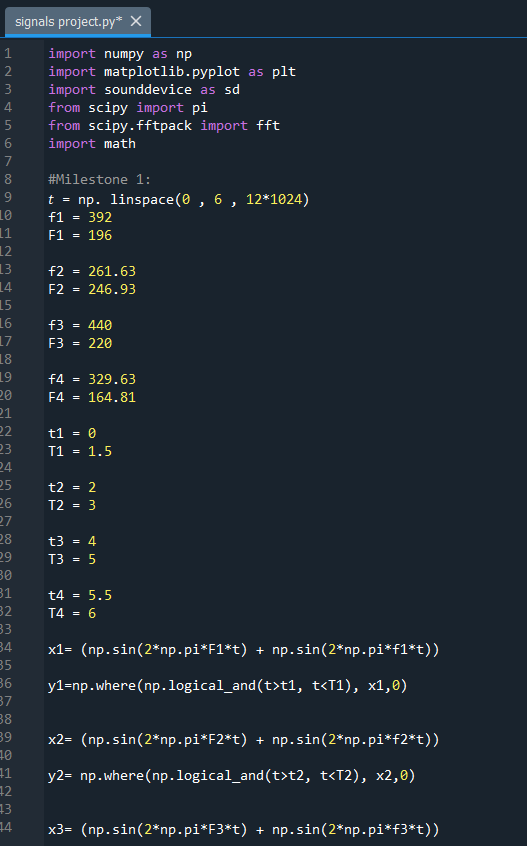 signals project.py* ×
1 import numpy as np
2 import matplotlib.pyplot as plt
3 import sounddevice as sd
4 from scipy import pi
5 from scipy.fftpack import fft
6 import math
7
8 #Milestone 1:
9 t = np. linspace(0 , 6 , 12*1024)
10 f1 = 392
11 F1 = 196
12
13 f2 = 261.63
14 F2 = 246.93
15
16 f3 = 440
17 F3 = 220
18
19 f4 = 329.63
20 F4 = 164.81
21
22 t1 = 0
23 T1 = 1.5
24
25 t2 = 2
26 T2 = 3
27
28 t3 = 4
29 T3 = 5
30
31 t4 = 5.5
32 T4 = 6
33
34 x1= (np.sin(2*np.pi*F1*t) + np.sin(2*np.pi*f1*t))
35
36 y1=np.where(np.logical_and(t>t1, t<T1), x1,0)
37
38
39 x2= (np.sin(2*np.pi*F2*t) + np.sin(2*np.pi*f2*t))
40
41 y2= np.where(np.logical_and(t>t2, t<T2), x2,0)
42
43
44 x3= (np.sin(2*np.pi*F3*t) + np.sin(2*np.pi*f3*t))